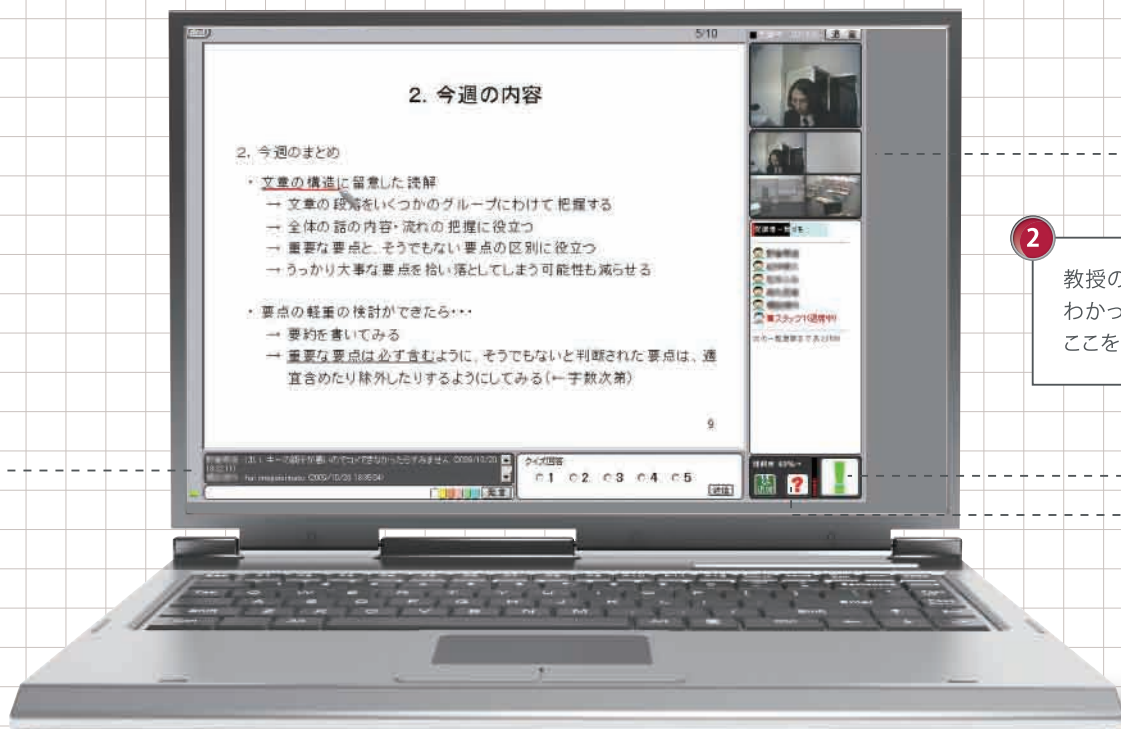 5/10
退室
2. 今週の内容
2. 今週のまとめ
・ 文章の構造に留意した読解
→ 文章の段落をいくつかのグループにわけて把握する
→ 全体の話の内容・流れの把握に役立つ
→ 重要な要点と、そうでもない要点の区別に役立つ
→ うっかり大事な要点を拾い落としてしまう可能性も減らせる
・ 要点の軽重の検討ができたら・・・
→ 要約を書いてみる
→ 重要な要点は必ず含むように、そうでもないと判断された要点は、適
宜含めたり除外したりするようにしてみる(←字数次第)
9
クイズ回答
1 2 3 4 5
送信
発言
2
教授の
わかっ
ここを